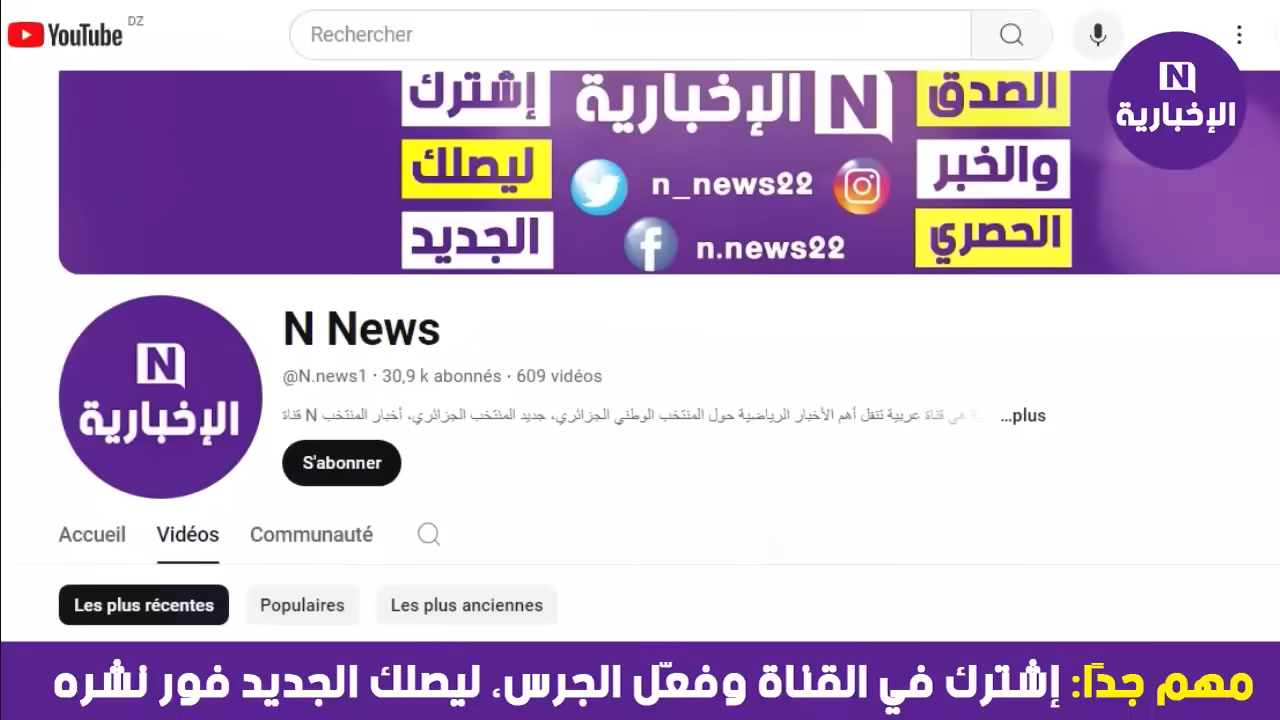 YouTube DZ
Rechercher
N
الإخبارية
إشترك
ليصلك
الجديد
الإخبارية N
n_news22
n.news22
الصدق
والخبر
الحصري
N
الإخبارية
N News
@N.news1 · 30,9 k abonnés · 609 vidéos
قناة N هي قناة عربية تنقل أهم الأخبار الرياضية حول المنتخب الوطني الجزائري، جديد المنتخب الجزائري، أخبار المنتخب ...plus
S'abonner
Accueil Vidéos Communauté
Les plus récentes Populaires Les plus anciennes
مهم جدًا: إشترك في القناة وفعّل الجرس، ليصلك الجديد فور نشره